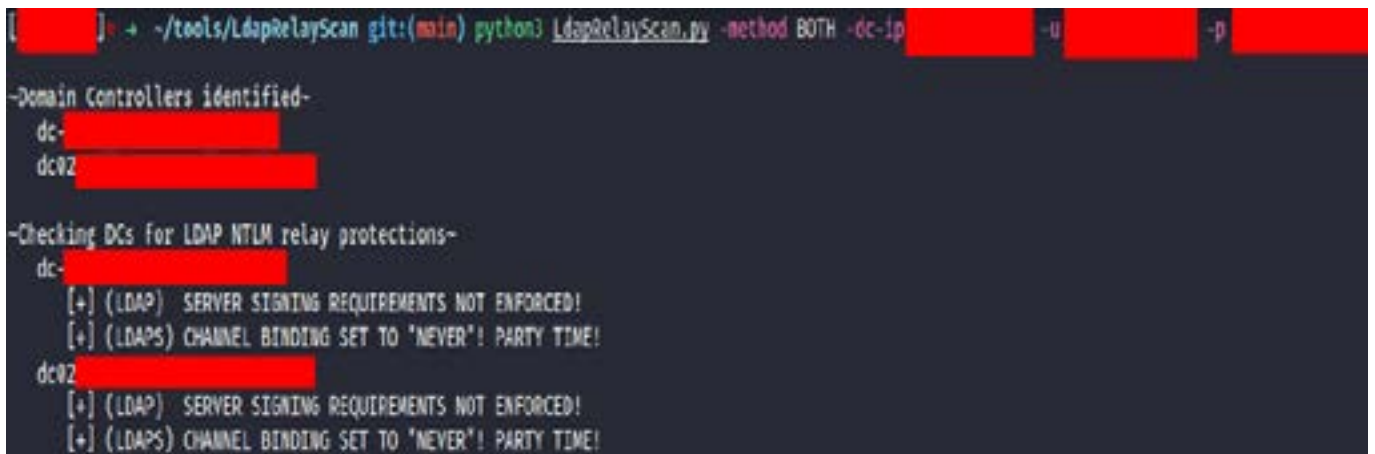 [ ] → ~/tools/LdapRelayScan git:(main) python3 LdapRelayScan.py -method BOTH -dc-ip -u -p
~Domain Controllers identified~
dc-
dc02
~Checking DCs for LDAP NTLM relay protections~
dc-
[+] (LDAP) SERVER SIGNING REQUIREMENTS NOT ENFORCED!
[+] (LDAPS) CHANNEL BINDING SET TO "NEVER"! PARTY TIME!
dc02
[+] (LDAP) SERVER SIGNING REQUIREMENTS NOT ENFORCED!
[+] (LDAPS) CHANNEL BINDING SET TO "NEVER"! PARTY TIME!